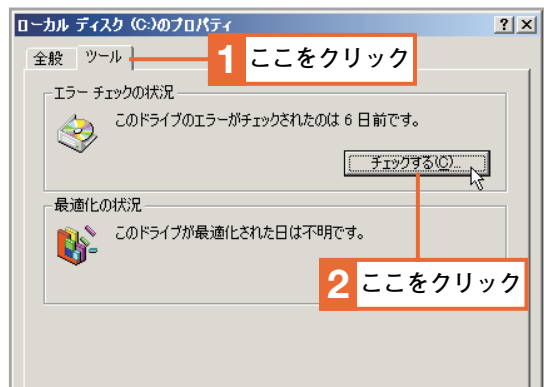 ローカル ディスク (C:)のプロパティ
全般 ツール
1 ここをクリック
エラー チェックの状況
このドライブのエラーがチェックされたのは 6 日前です。
チェックする(C)...
最適化の状況
このドライブが最適化された日は不明です。
2 ここをクリック